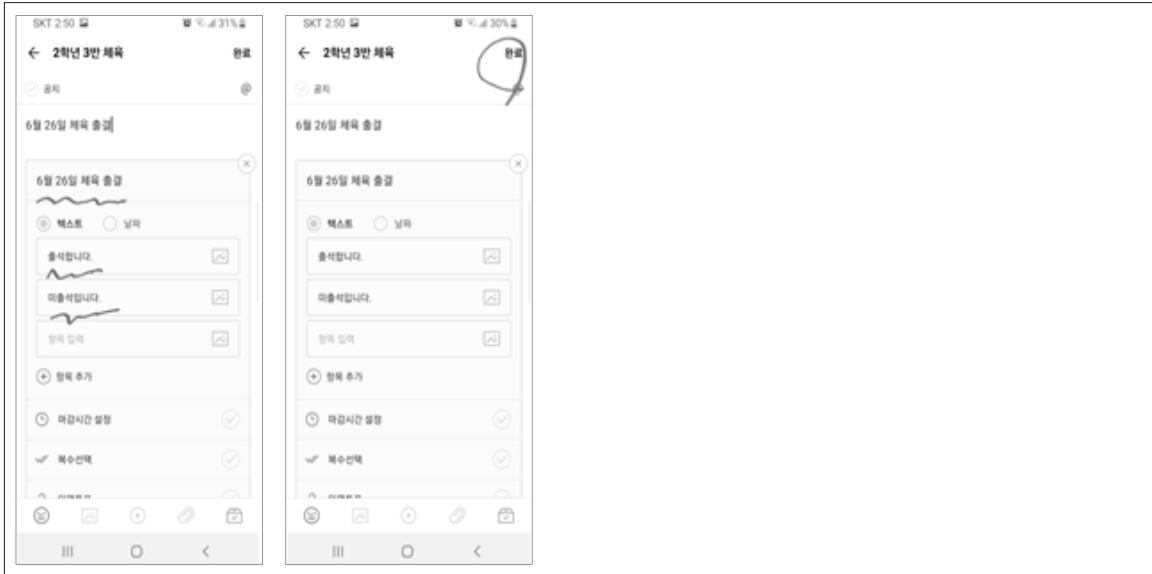 SKT 2:50 31%
2학년 3반 체육 완료
공지 @
6월 26일 체육 출결
6월 26일 체육 출결
텍스트 날짜
출석합니다.
미출석입니다.
항목 입력
항목 추가
마감시간 설정
복수선택
SKT 2:50 30%
2학년 3반 체육 완료
공지 @
6월 26일 체육 출결
6월 26일 체육 출결
텍스트 날짜
출석합니다.
미출석입니다.
항목 입력
항목 추가
마감시간 설정
복수선택